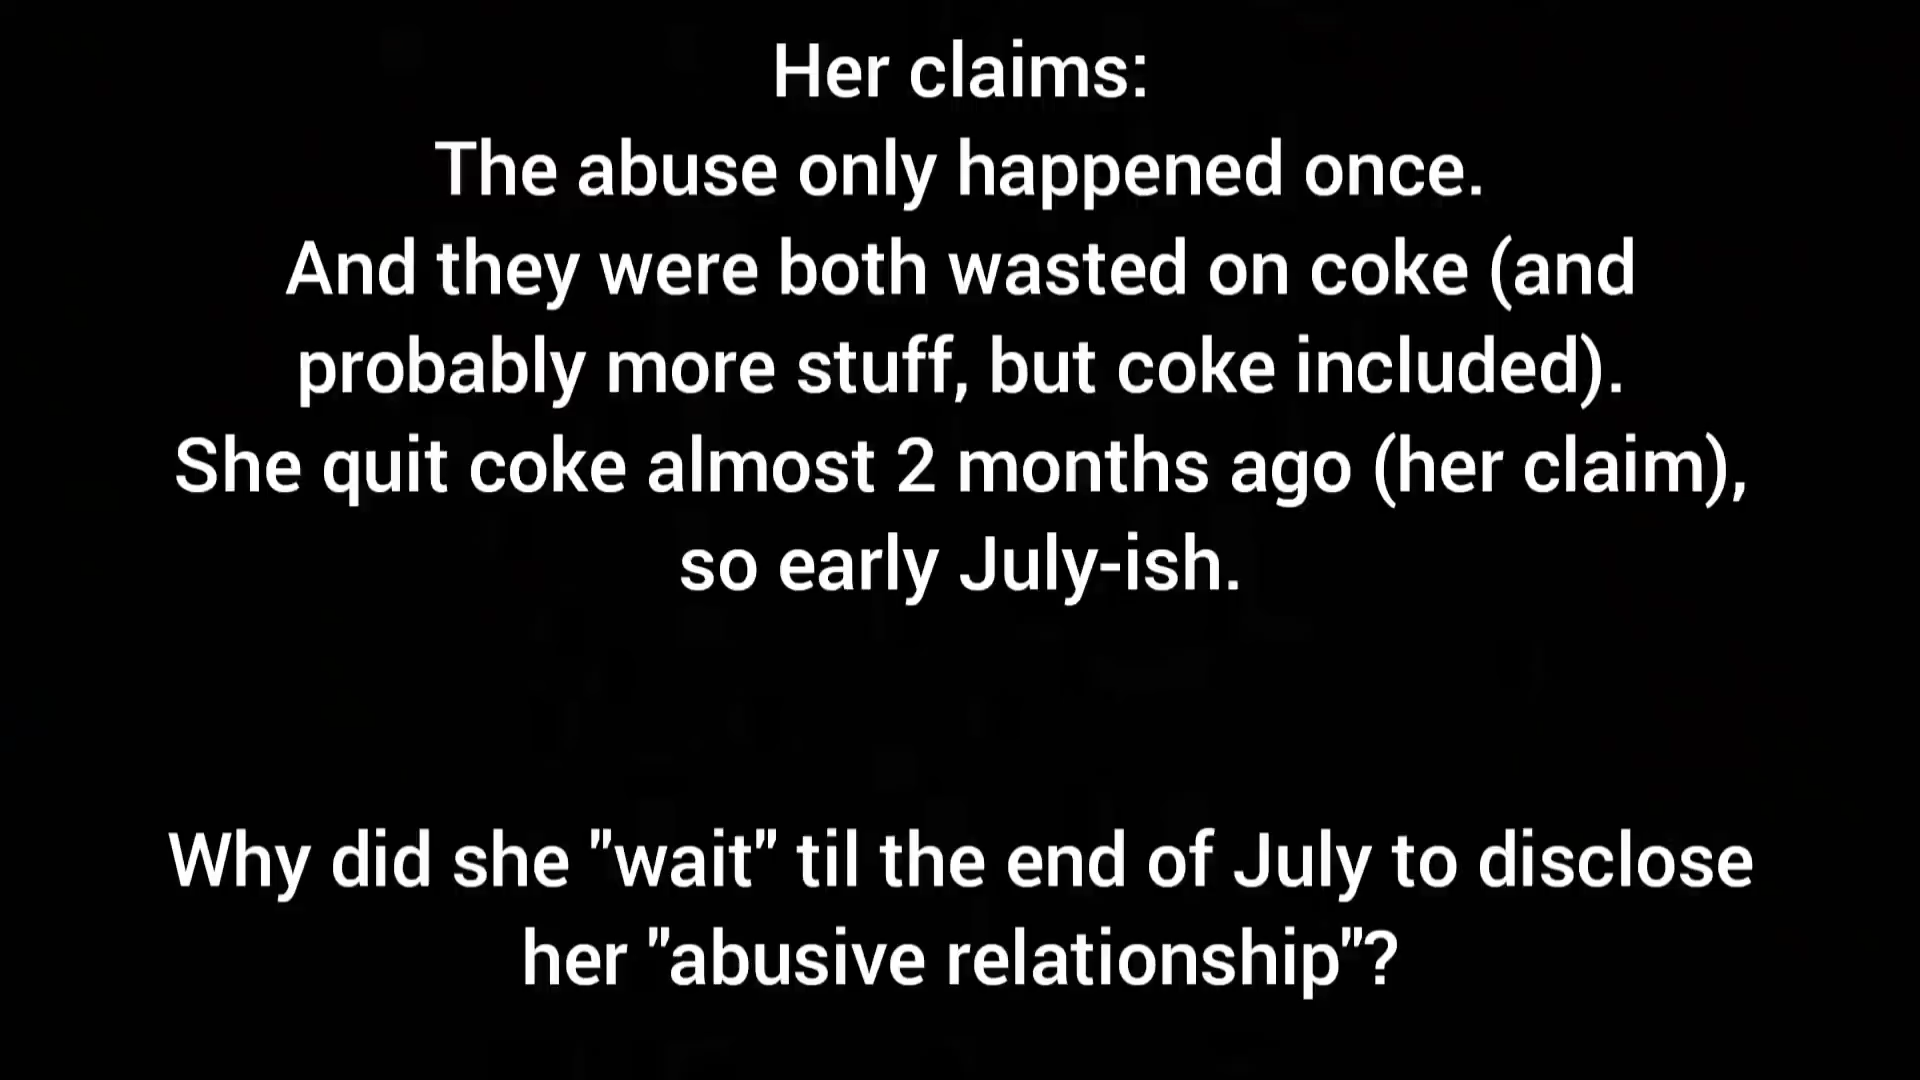 Her claims:
The abuse only happened once.
And they were both wasted on coke (and
probably more stuff, but coke included).
She quit coke almost 2 months ago (her claim),
so early July-ish.
Why did she "wait" til the end of July to disclose
her "abusive relationship"?